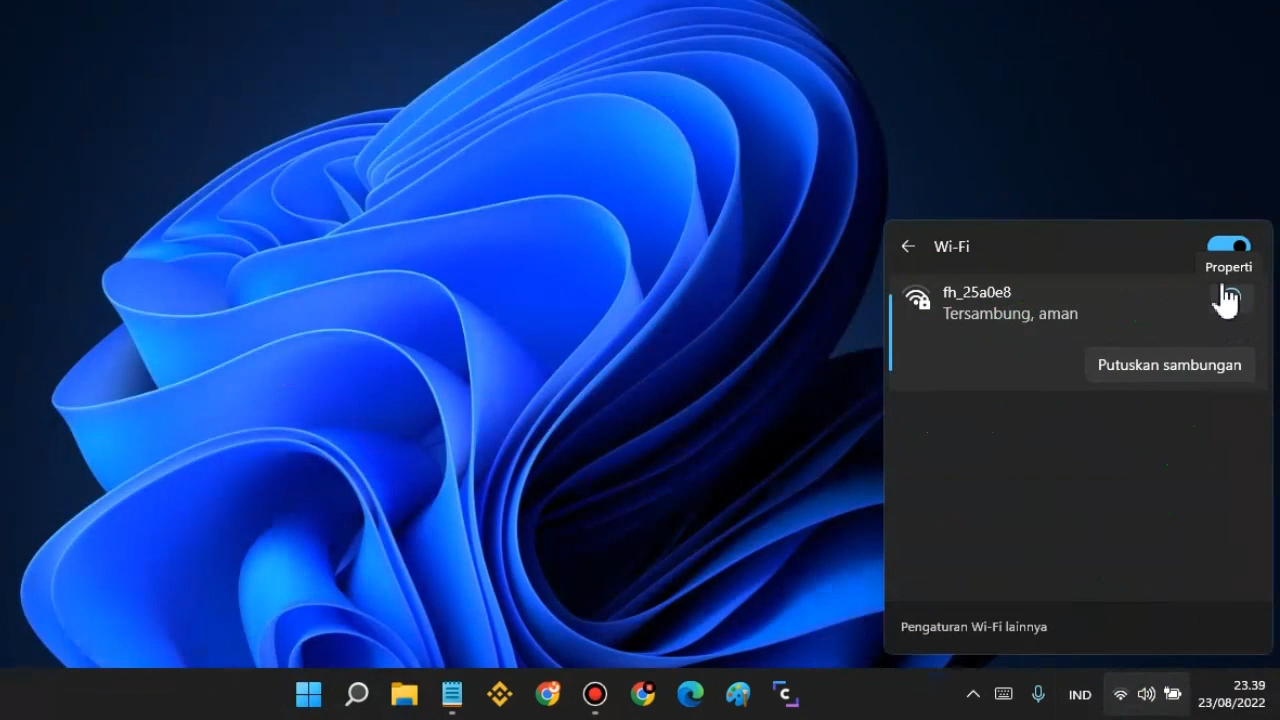 Wi-Fi
Properti
fh_25a0e8
Tersambung, aman
Putuskan sambungan
Pengaturan Wi-Fi lainnya
IND
23.39
23/08/2022